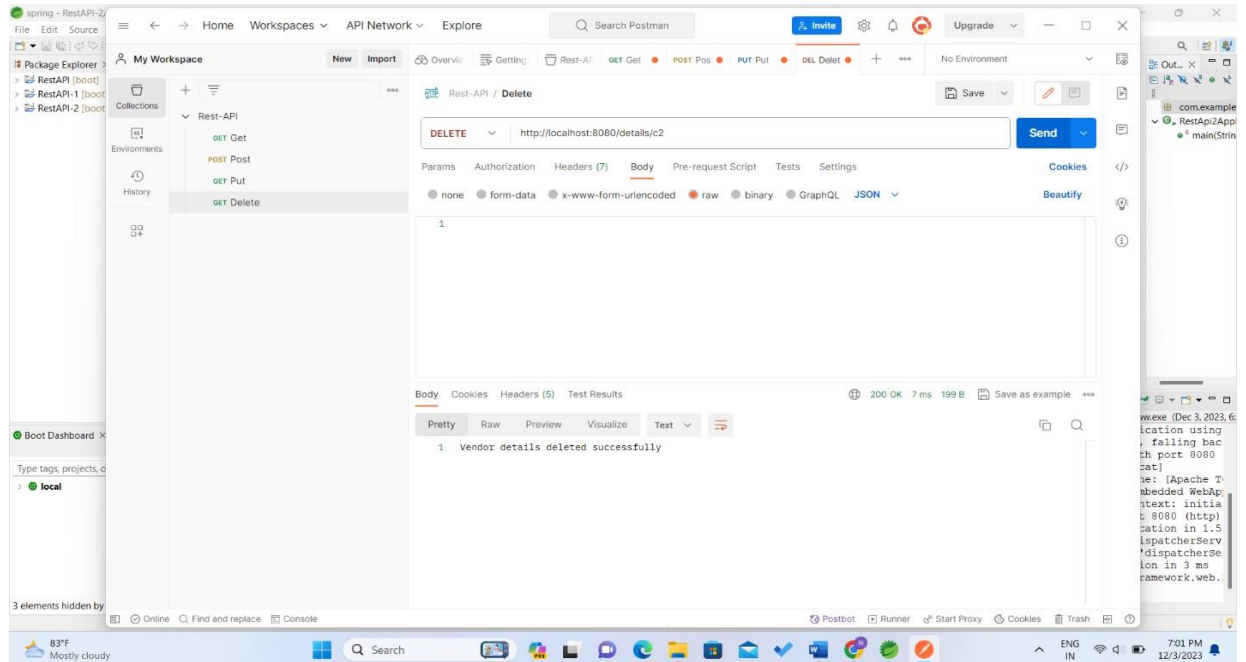 spring - RestAPI-2/
File Edit Source
Package Explorer
RestAPI [boot]
RestAPI-1 [boot
RestAPI-2 [boot
Boot Dashboard
Type tags, projects, o
local
3 elements hidden by
Home Workspaces API Network Explore
Search Postman
Invite
Upgrade
My Workspace
New Import
Overvie Getting Rest-AP GET Get POST Pos PUT Put DEL Delet
No Environment
Collections
Environments
History
Rest-API
GET Get
POST Post
GET Put
GET Delete
HTTP Rest-API / Delete
Save
DELETE http://localhost:8080/details/c2
Send
Params Authorization Headers (7) Body Pre-request Script Tests Settings
Cookies
none form-data x-www-form-urlencoded raw binary GraphQL JSON
Beautify
1
Body Cookies Headers (5) Test Results
200 OK 7 ms 199 B Save as example
Pretty Raw Preview Visualize Text
1 Vendor details deleted successfully
Online Find and replace Console
Postbot Runner Start Proxy Cookies Trash
Out...
com.example
RestApi2Appl
main(Strin
w.exe (Dec 3, 2023, 6:
ication using
, falling bac
th port 8080
cat]
ne: [Apache T
mbedded WebAp
ntext: initia
t 8080 (http)
cation in 1.5
ispatcherServ
'dispatcherSe
ion in 3 ms
ramework.web.
83°F
Mostly cloudy
Search
ENG
IN
7:01 PM
12/3/2023